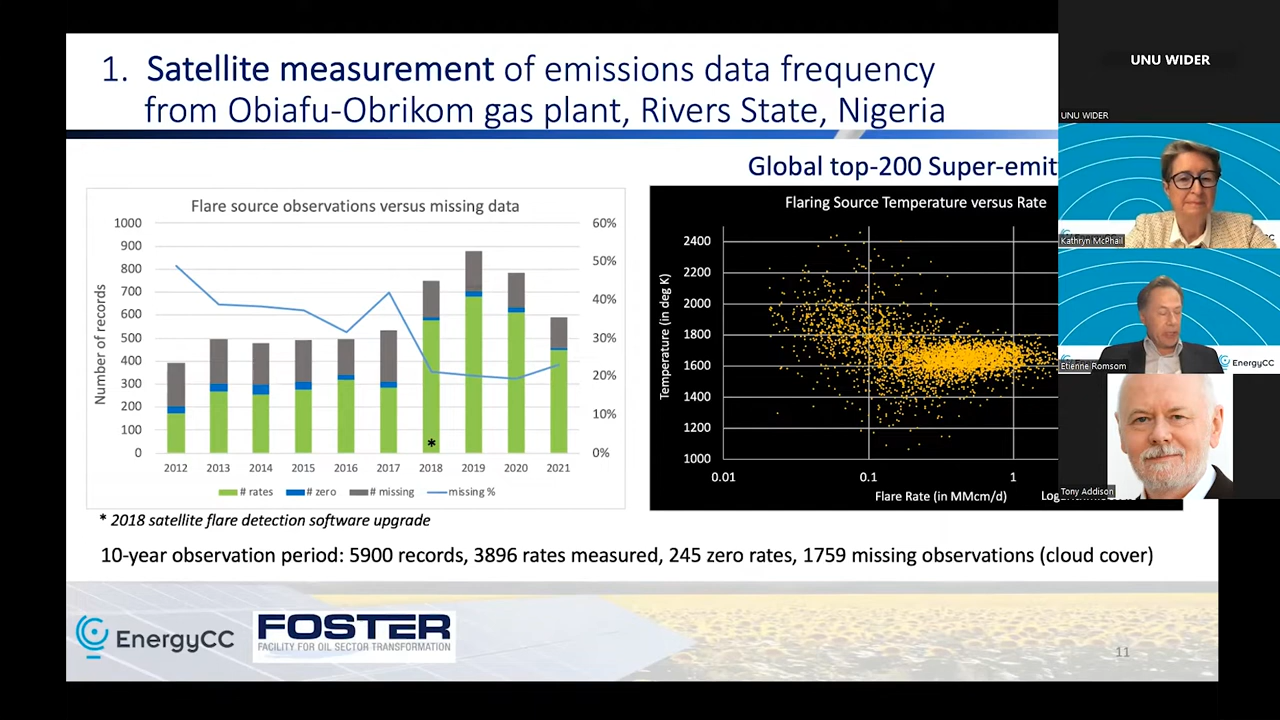 1. Satellite measurement of emissions data frequency
from Obiafu-Obrikom gas plant, Rivers State, Nigeria
Global top-200 Super-emit
Flare source observations versus missing data
Number of records
1000
900
800
700
600
500
400
300
200
100
0
60%
50%
40%
30%
20%
10%
0%
*
2012 2013 2014 2015 2016 2017 2018 2019 2020 2021
# rates # zero # missing missing %
Flaring Source Temperature versus Rate
Temperature (in deg K)
2400
2200
2000
1800
1600
1400
1200
1000
0.01 0.1 1
Flare Rate (in MMcm/d)
* 2018 satellite flare detection software upgrade
10-year observation period: 5900 records, 3896 rates measured, 245 zero rates, 1759 missing observations (cloud cover)
EnergyCC
FOSTER
FACILITY FOR OIL SECTOR TRANSFORMATION
11
UNU WIDER
UNU WIDER
Kathryn McPhail
Etienne Romsom
EnergyCC
Tony Addison